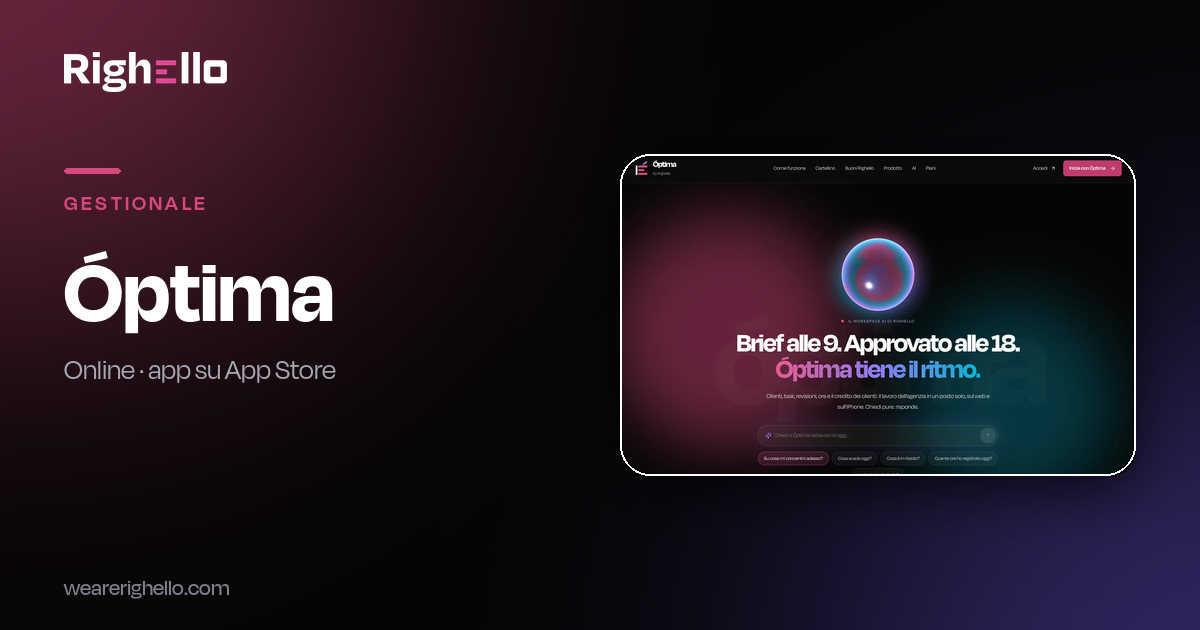 Righello
GESTIONALE
Óptima
Online · app su App Store
wearerighello.com
Óptima
by Righello
Come funziona
Cartellino
Buoni Righello
Prodotto
AI
Piani
Accedi
Inizia con Óptima
IL WORKSPACE AI DI RIGHELLO
Brief alle 9. Approvato alle 18.
Óptima tiene il ritmo.
Clienti, task, revisioni, ore e il credito dei clienti: il lavoro dell'agenzia in un posto solo, sul web e
sull'iPhone. Chiedi pure: risponde.
Chiedi a Óptima del lavoro di oggi...
Su cosa mi concentro adesso?
Cosa scade oggi?
Cosa è in ritardo?
Quante ore ho registrato oggi?